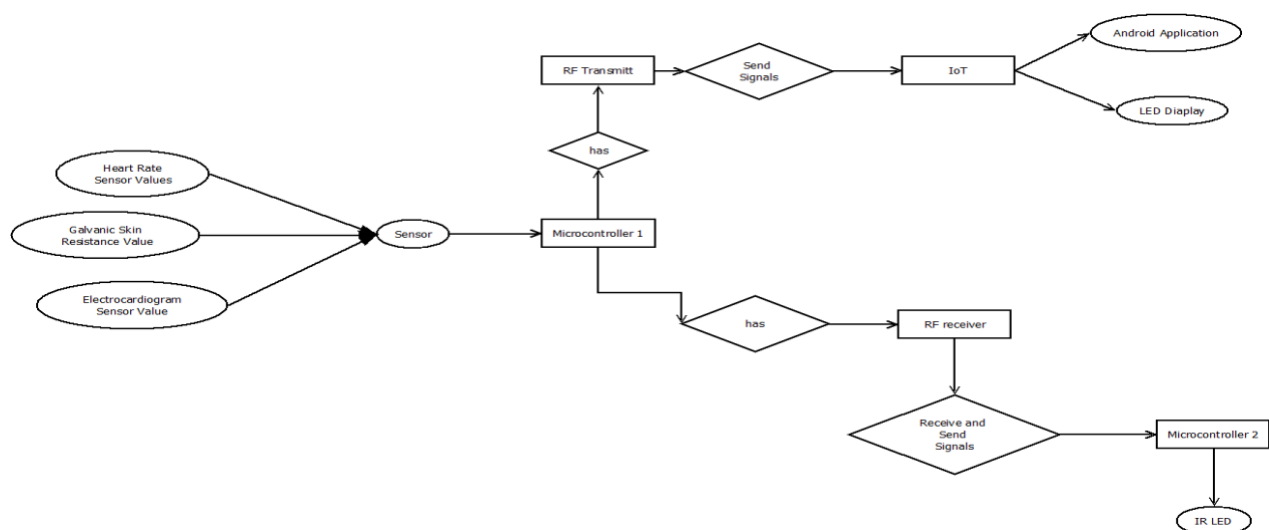 Android Application
RF Transmitt
Send
Signals
IoT
LED Diaplay
has
Heart Rate
Sensor Values
Galvanic Skin
Resistance Value
Sensor
Microcontroller 1
Electrocardiogram
Sensor Value
has
RF receiver
Receive and
Send
Signals
Microcontroller 2
IR LED